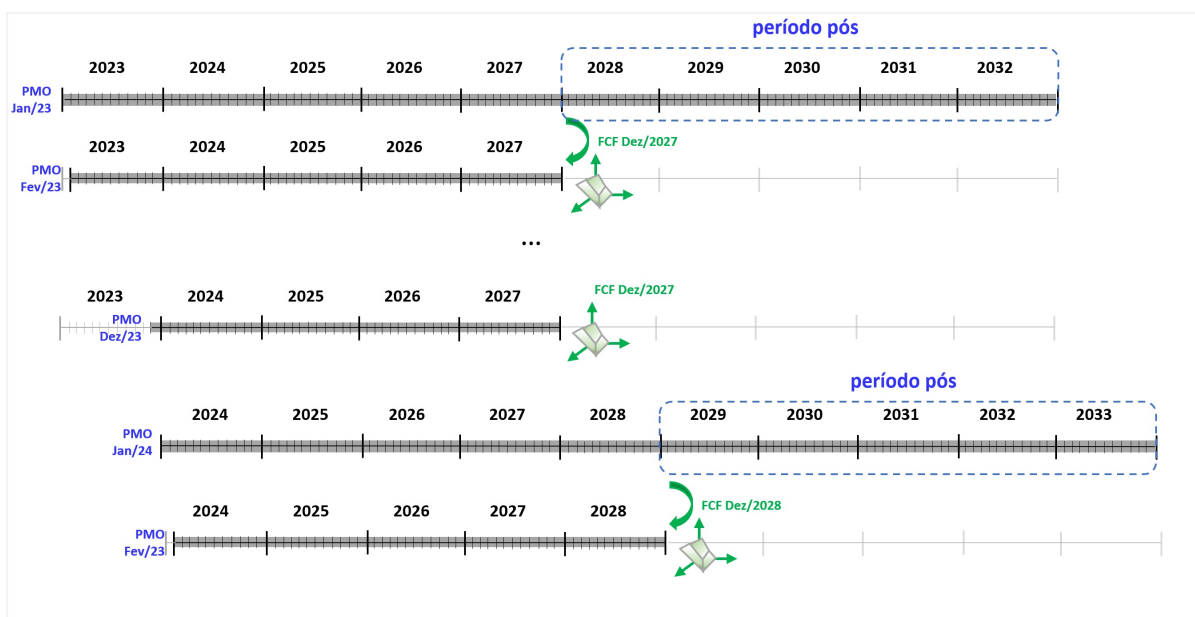 período pós
2023 2024 2025 2026 2027 2028 2029 2030 2031 2032
PMO
Jan/23
2023 2024 2025 2026 2027 FCF Dez/2027
PMO
Fev/23
...
2023 2024 2025 2026 2027 FCF Dez/2027
PMO
Dez/23
período pós
2024 2025 2026 2027 2028 2029 2030 2031 2032 2033
PMO
Jan/24
2024 2025 2026 2027 2028 FCF Dez/2028
PMO
Fev/23